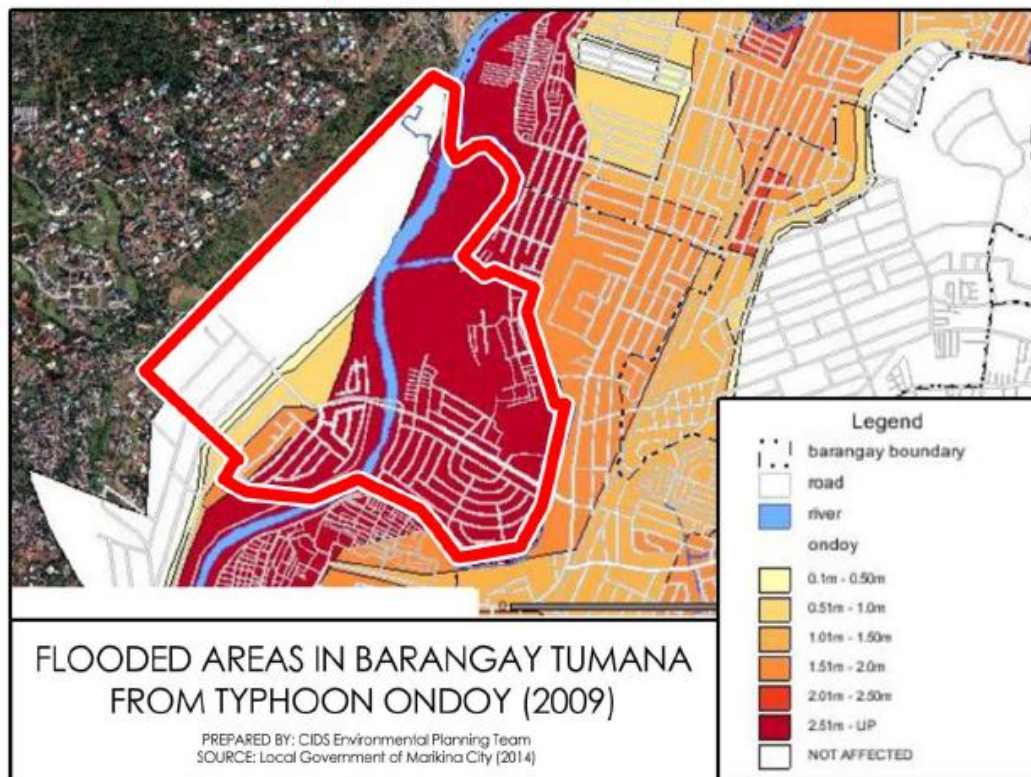 Legend
barangay boundary
road
river
ondoy
0.1m - 0.50m
0.51m - 1.0m
1.01m - 1.50m
1.51m - 2.0m
2.01m - 2.50m
2.51m - UP
NOT AFFECTED
FLOODED AREAS IN BARANGAY TUMANA
FROM TYPHOON ONDOY (2009)
PREPARED BY: CIDS Environmental Planning Team
SOURCE: Local Government of Marikina City (2014)